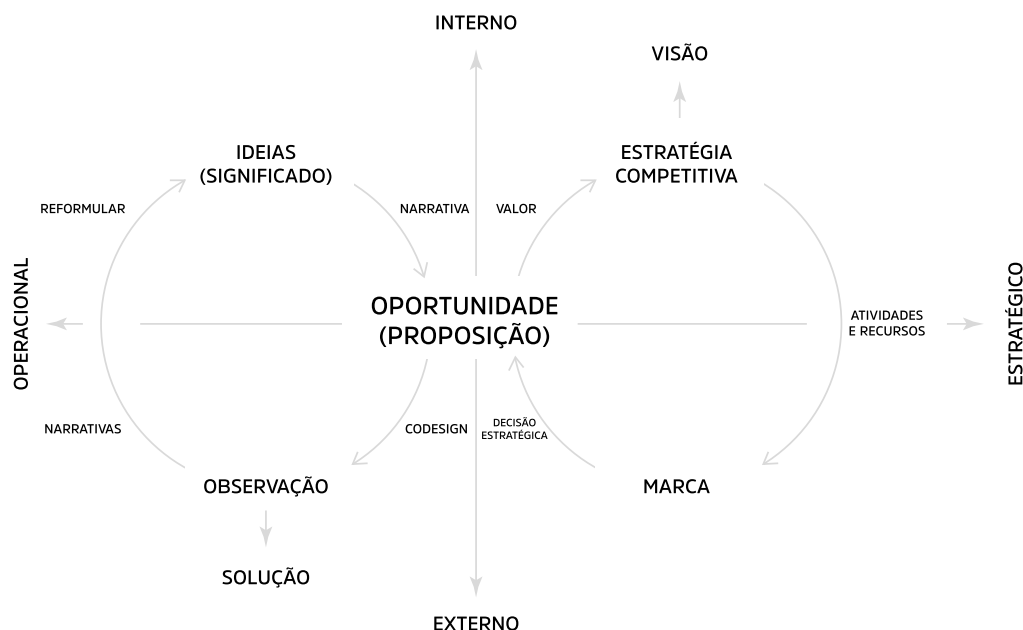 INTERNO
VISÃO
IDEIAS
(SIGNIFICADO)
ESTRATÉGIA
COMPETITIVA
REFORMULAR
NARRATIVA
VALOR
OPERACIONAL
OPORTUNIDADE
(PROPOSIÇÃO)
ATIVIDADES
E RECURSOS
ESTRATÉGICO
NARRATIVAS
CODESIGN
DECISÃO
ESTRATÉGICA
OBSERVAÇÃO
MARCA
SOLUÇÃO
EXTERNO